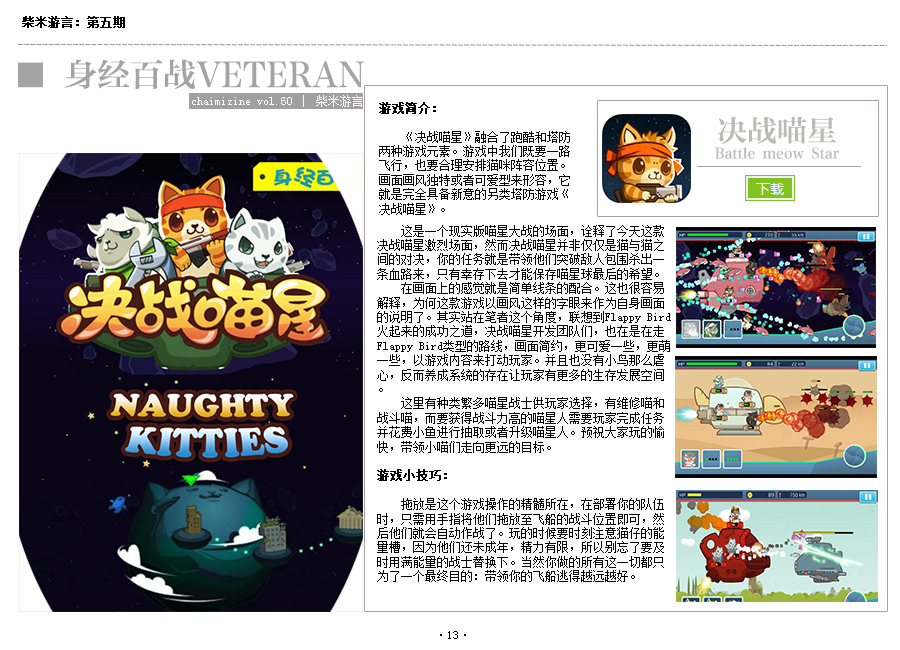 柴米游言：第五期
身经百战VETERAN
chaimizine vol.60 | 柴米游言
身经百
决战喵星
NAUGHTY
KITTIES
游戏简介：
《决战喵星》融合了跑酷和塔防
两种游戏元素。游戏中我们既要一路
飞行，也要合理安排猫咪阵容位置。
画面画风独特或者可爱型来形容，它
就是完全具备新意的另类塔防游戏《
决战喵星》。
决战喵星
Battle meow Star
下载
这是一个现实版喵星大战的场面，诠释了今天这款
决战喵星激烈场面，然而决战喵星并非仅仅是猫与猫之
间的对决，你的任务就是带领他们突破敌人包围杀出一
条血路来，只有幸存下去才能保存喵星球最后的希望。
在画面上的感觉就是简单线条的配合。这也很容易
解释，为何这款游戏以画风这样的字眼来作为自身画面
的说明了。其实站在笔者这个角度，联想到Flappy Bird
火起来的成功之道，决战喵星开发团队们，也在是在走
Flappy Bird类型的路线，画面简约，更可爱一些，更萌
一些，以游戏内容来打动玩家。并且也没有小鸟那么虐
心，反而养成系统的存在让玩家有更多的生存发展空间
。
这里有种类繁多喵星战士供玩家选择，有维修喵和
战斗喵，而要获得战斗力高的喵星人需要玩家完成任务
并花费小鱼进行抽取或者升级喵星人。预祝大家玩的愉
快，带领小喵们走向更远的目标。
游戏小技巧：
拖放是这个游戏操作的精髓所在，在部署你的队伍
时，只需用手指将他们拖放至飞船的战斗位置即可，然
后他们就会自动作战了。玩的时候要时刻注意猫仔的能
量槽，因为他们还未成年，精力有限，所以别忘了要及
时用满能量的战士替换下。当然你做的所有这一切都只
为了一个最终目的：带领你的飞船逃得越远越好。
HP
HP
HP
89
150 km
· 13 ·